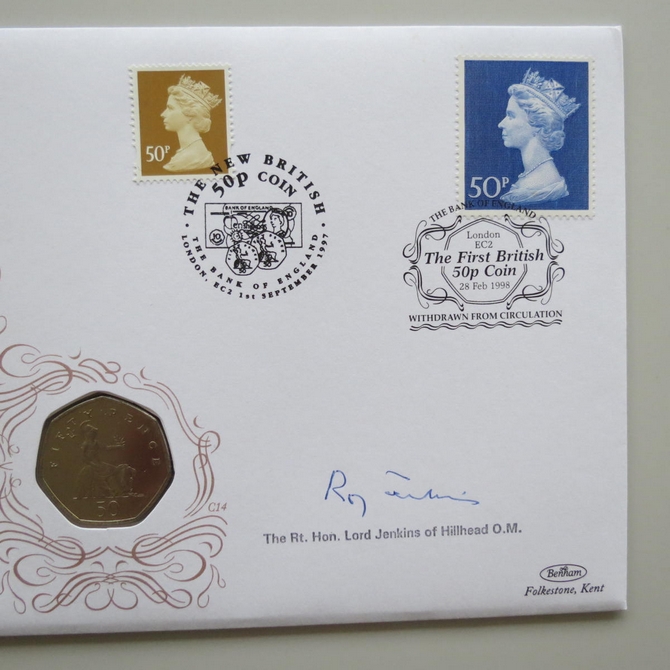 50P
50P
· THE NEW BRITISH ·
50p COIN
BANK OF ENGLAND
10
THE BANK OF ENGLAND
LONDON, EC2 1st SEPTEMBER 1997
THE BANK OF ENGLAND
London
EC2
The First British
50p Coin
28 Feb 1998
WITHDRAWN FROM CIRCULATION
FIFTY PENCE
50
C14
Roy Jenkins
The Rt. Hon. Lord Jenkins of Hillhead O.M.
Benham
Folkestone, Kent